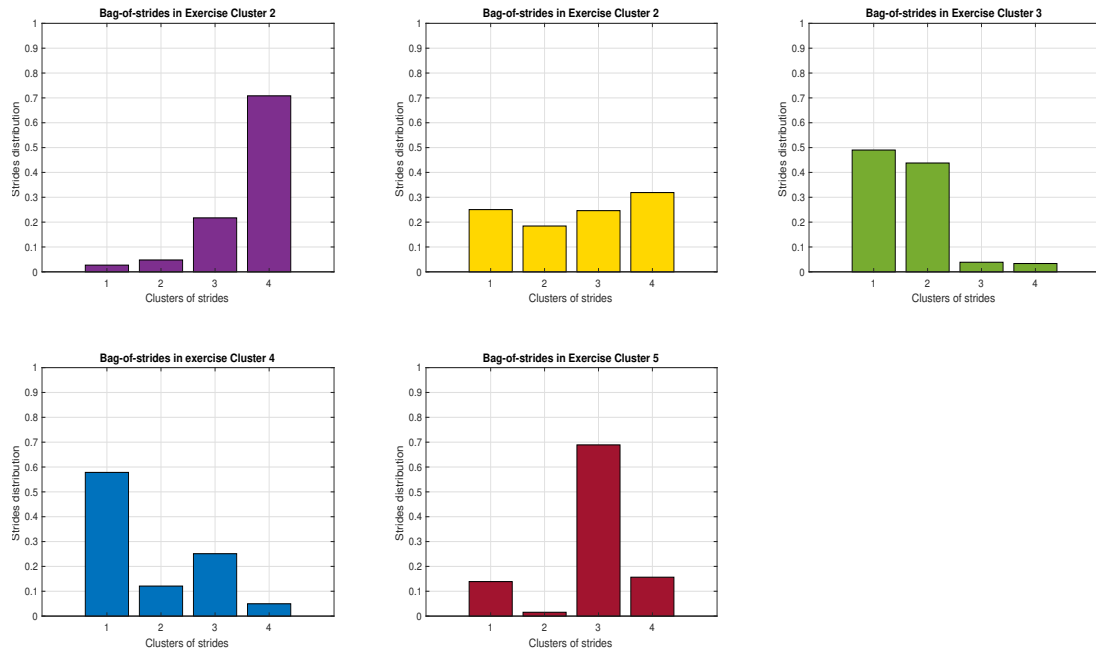 Bag-of-strides in Exercise Cluster 2
1
0.9
0.8
0.7
0.6
0.5
0.4
0.3
0.2
0.1
0
Strides distribution
1 2 3 4
Clusters of strides
Bag-of-strides in Exercise Cluster 2
1
0.9
0.8
0.7
0.6
0.5
0.4
0.3
0.2
0.1
0
Strides distribution
1 2 3 4
Clusters of strides
Bag-of-strides in Exercise Cluster 3
1
0.9
0.8
0.7
0.6
0.5
0.4
0.3
0.2
0.1
0
Strides distribution
1 2 3 4
Clusters of strides
Bag-of-strides in exercise Cluster 4
1
0.9
0.8
0.7
0.6
0.5
0.4
0.3
0.2
0.1
0
Strides distribution
1 2 3 4
Clusters of strides
Bag-of-strides in Exercise Cluster 5
1
0.9
0.8
0.7
0.6
0.5
0.4
0.3
0.2
0.1
0
Strides distribution
1 2 3 4
Clusters of strides